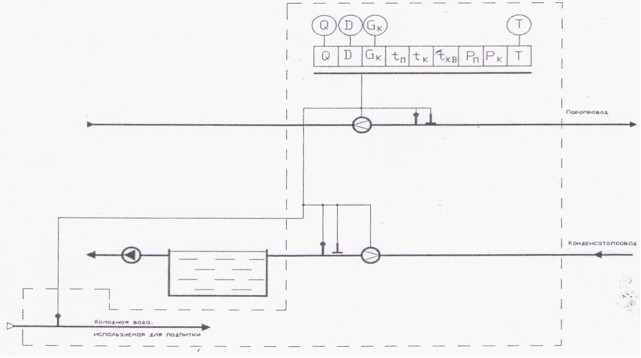 Q D Gк T
Q D Gк tп tк tхв Pп Pк T
Паропровод
Конденсатопровод
Холодная вода,
используемая для подпитки